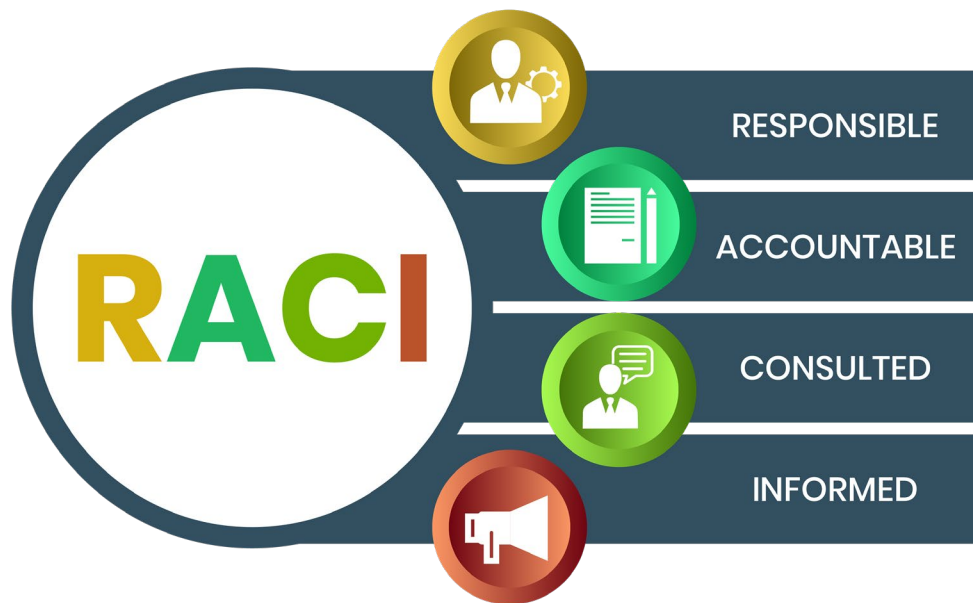 RACI
RESPONSIBLE
ACCOUNTABLE
CONSULTED
INFORMED